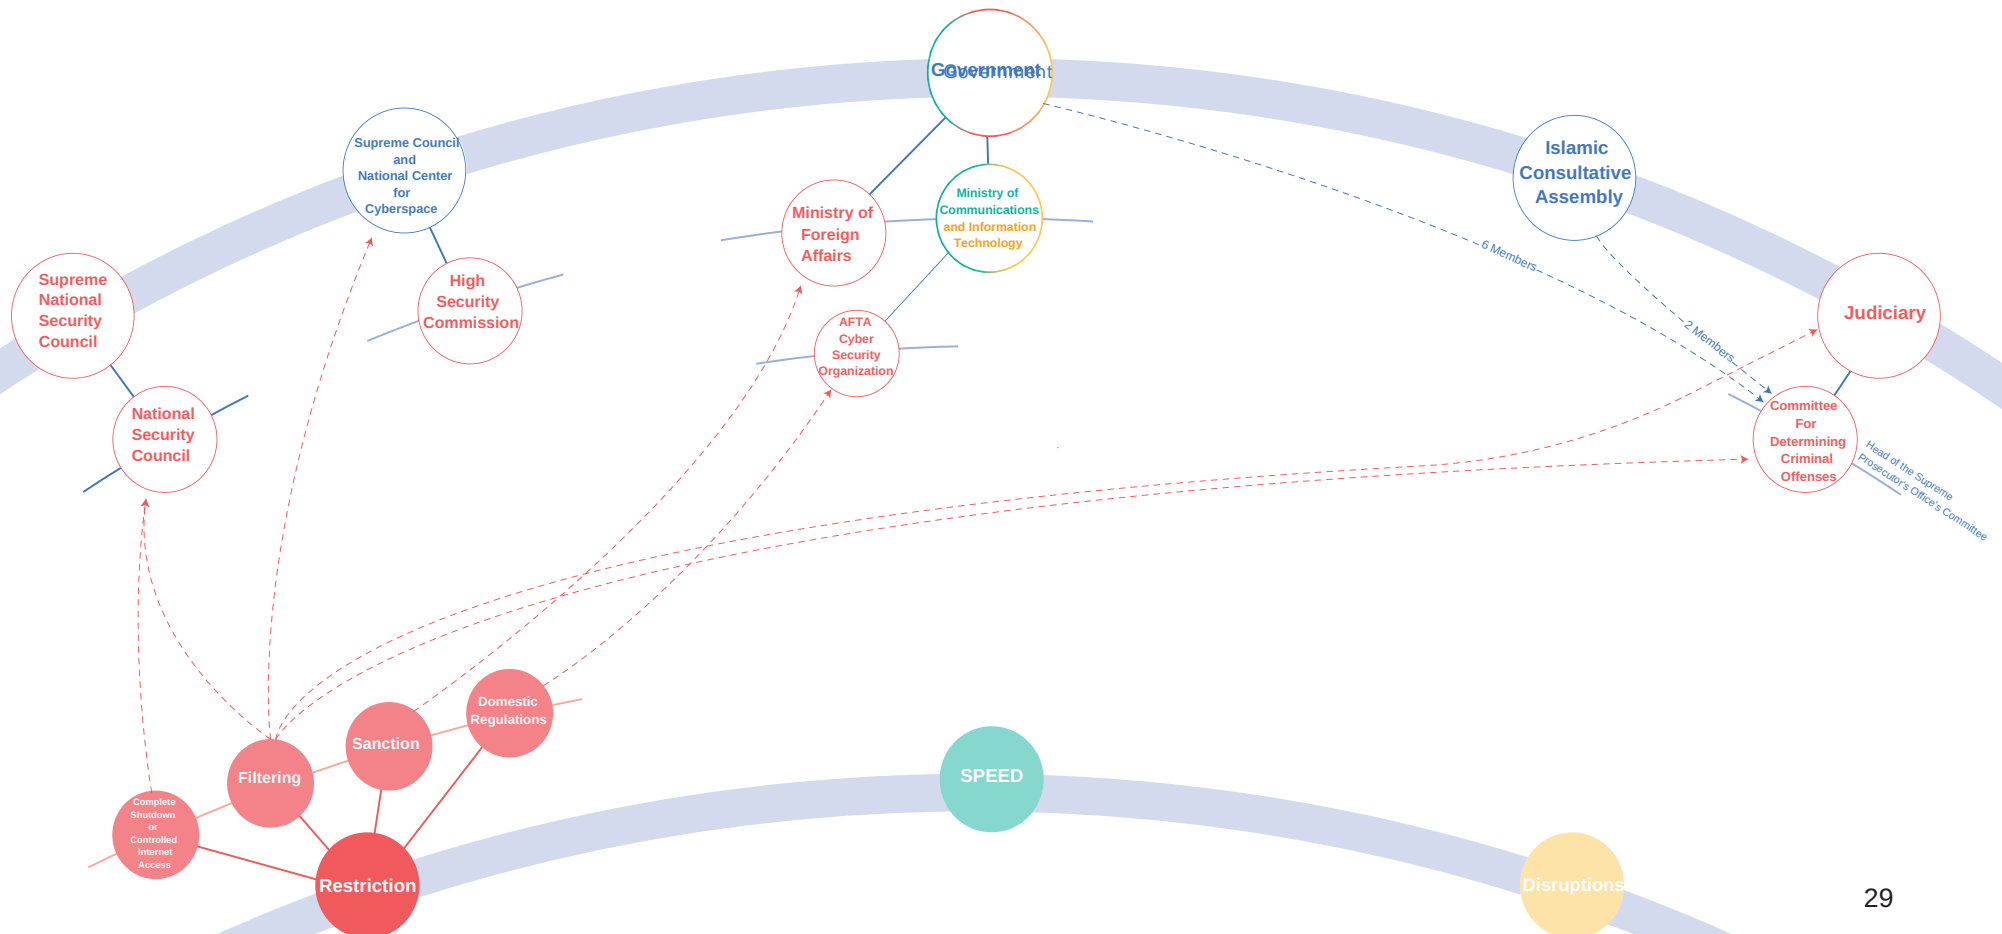 Government
Government
Supreme Council
and
National Center
for
Cyberspace
Islamic
Consultative
Assembly
Ministry of
Foreign
Affairs
Ministry of
Communications
and Information
Technology
6 Members
Supreme
National
Security
Council
High
Security
Commission
Judiciary
AFTA
Cyber
Security
Organization
2 Members
National
Security
Council
Committee
For
Determining
Criminal
Offenses
Head of the Supreme
Prosecutor's Office's Committee
Domestic
Regulations
Sanction
Filtering
Complete
Shutdown
or
Controlled
Internet
Access
SPEED
Restriction
Disruptions
29